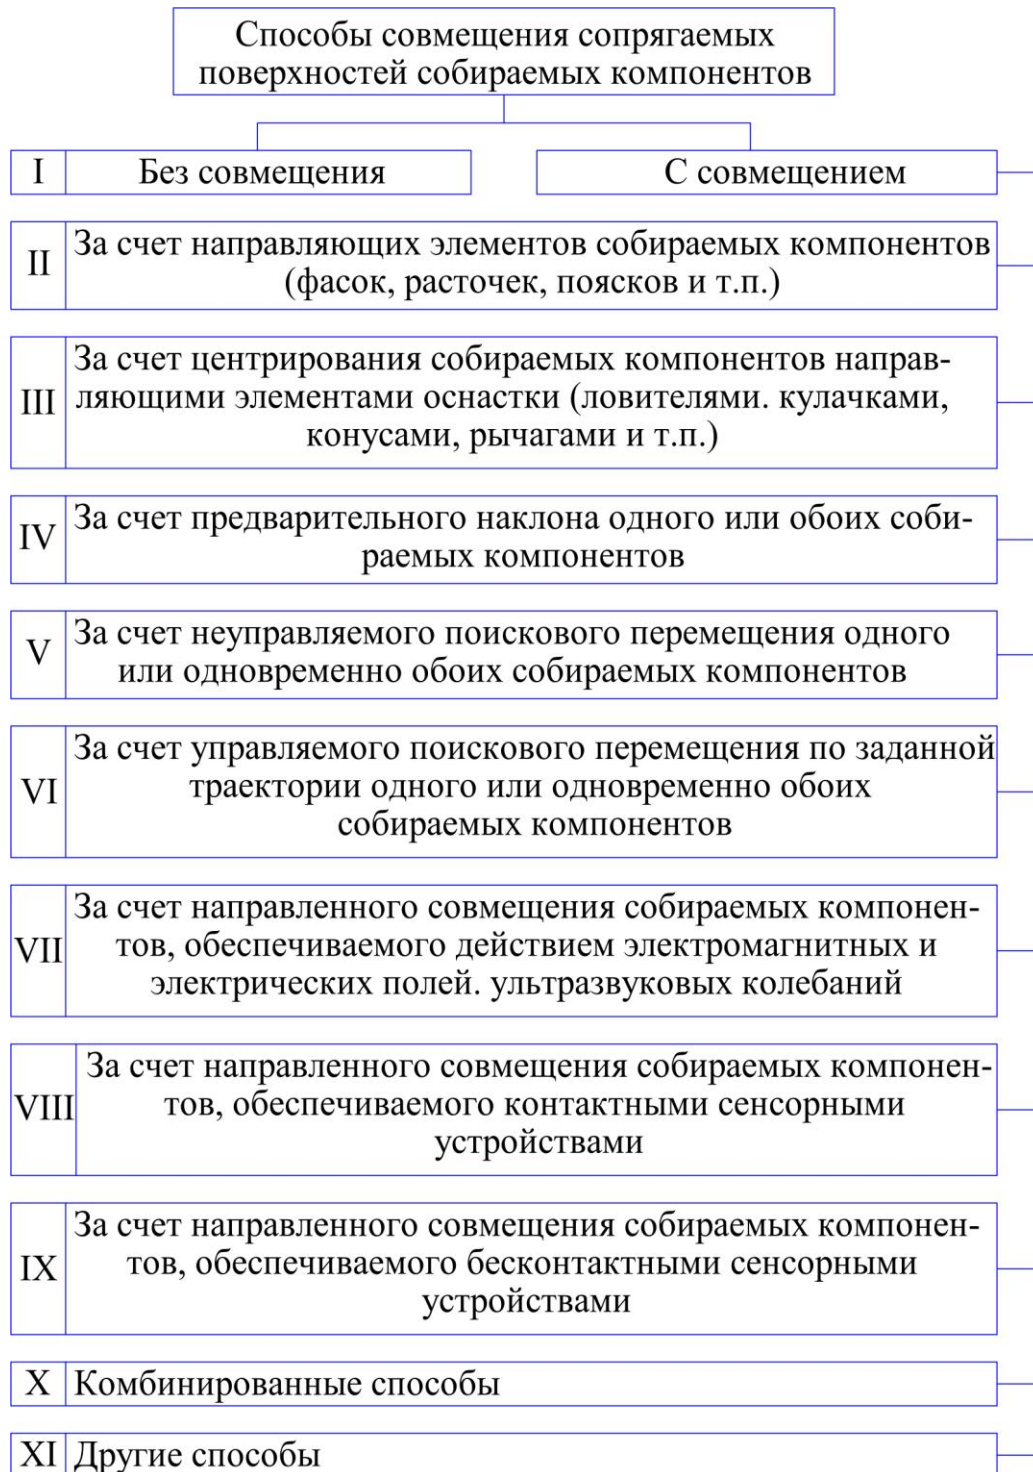 Способы совмещения сопрягаемых
поверхностей собираемых компонентов
I Без совмещения
С совмещением
II За счет направляющих элементов собираемых компонентов
(фасок, расточек, поясков и т.п.)
За счет центрирования собираемых компонентов направ-
III ляющими элементами оснастки (ловителями. кулачками,
конусами, рычагами и т.п.)
IV За счет предварительного наклона одного или обоих соби-
раемых компонентов
V За счет неуправляемого поискового перемещения одного
или одновременно обоих собираемых компонентов
За счет управляемого поискового перемещения по заданной
VI траектории одного или одновременно обоих
собираемых компонентов
За счет направленного совмещения собираемых компонен-
VII тов, обеспечиваемого действием электромагнитных и
электрических полей. ультразвуковых колебаний
За счет направленного совмещения собираемых компонен-
VIII тов, обеспечиваемого контактными сенсорными
устройствами
За счет направленного совмещения собираемых компонен-
IX тов, обеспечиваемого бесконтактными сенсорными
устройствами
X Комбинированные способы
XI Другие способы